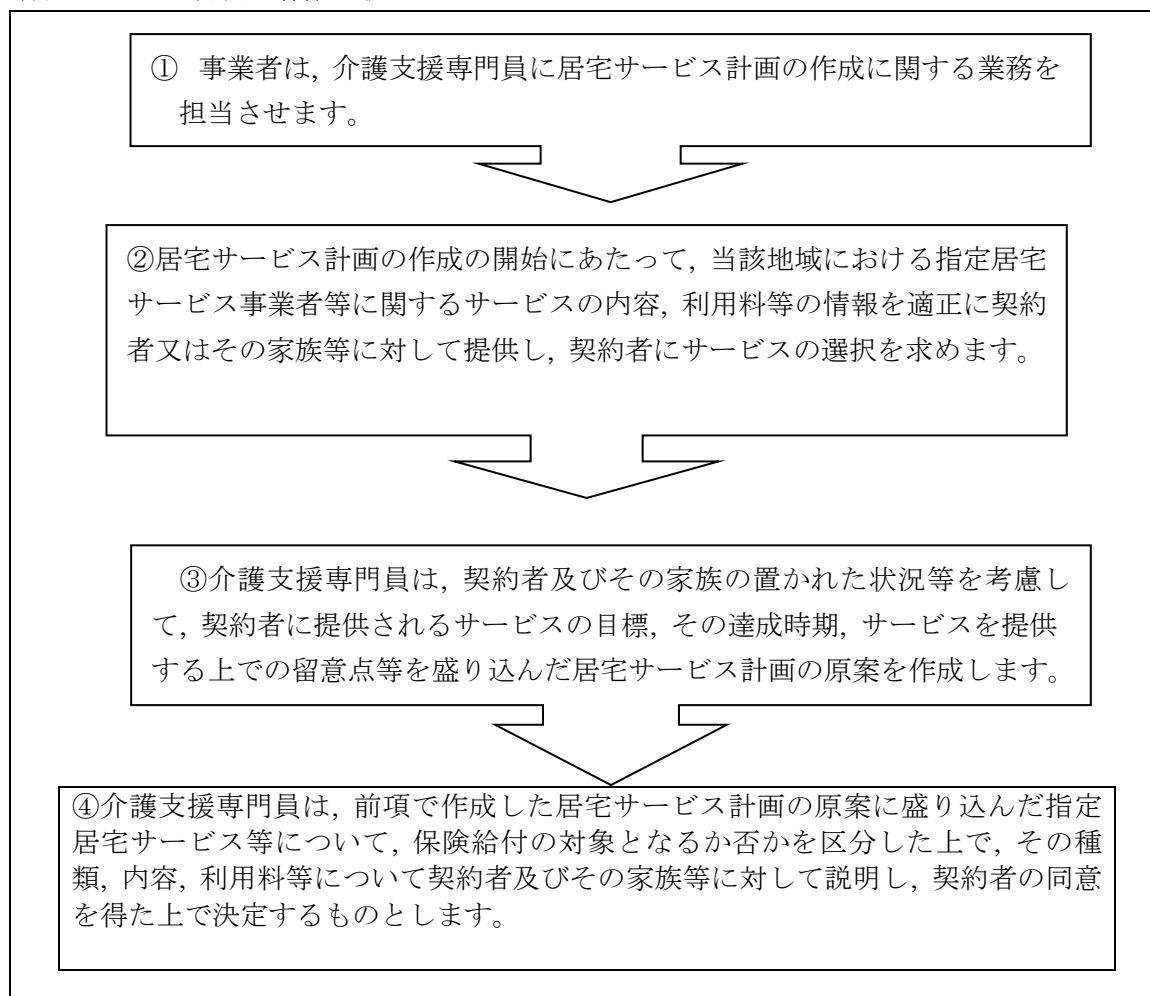 ① 事業者は, 介護支援専門員に居宅サービス計画の作成に関する業務を
担当させます。
②居宅サービス計画の作成の開始にあたって, 当該地域における指定居宅
サービス事業者等に関するサービスの内容, 利用料等の情報を適正に契約
者又はその家族等に対して提供し, 契約者にサービスの選択を求めます。
③介護支援専門員は, 契約者及びその家族の置かれた状況等を考慮し
て, 契約者に提供されるサービスの目標, その達成時期, サービスを提供
する上での留意点等を盛り込んだ居宅サービス計画の原案を作成します。
④介護支援専門員は, 前項で作成した居宅サービス計画の原案に盛り込んだ指定
居宅サービス等について, 保険給付の対象となるか否かを区分した上で, その種
類, 内容, 利用料等について契約者及びその家族等に対して説明し, 契約者の同意
を得た上で決定するものとします。